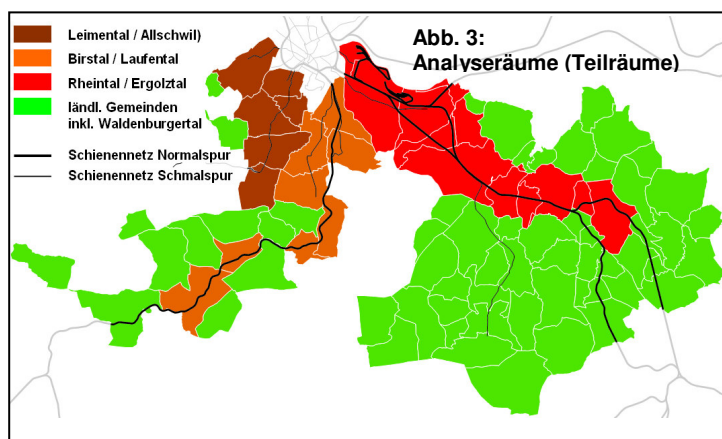 Leimental / Allschwil)
Birstal / Laufental
Rheintal / Ergolztal
ländl. Gemeinden
inkl. Waldenburgertal
Schienennetz Normalspur
Schienennetz Schmalspur
Abb. 3:
Analyseräume (Teilräume)